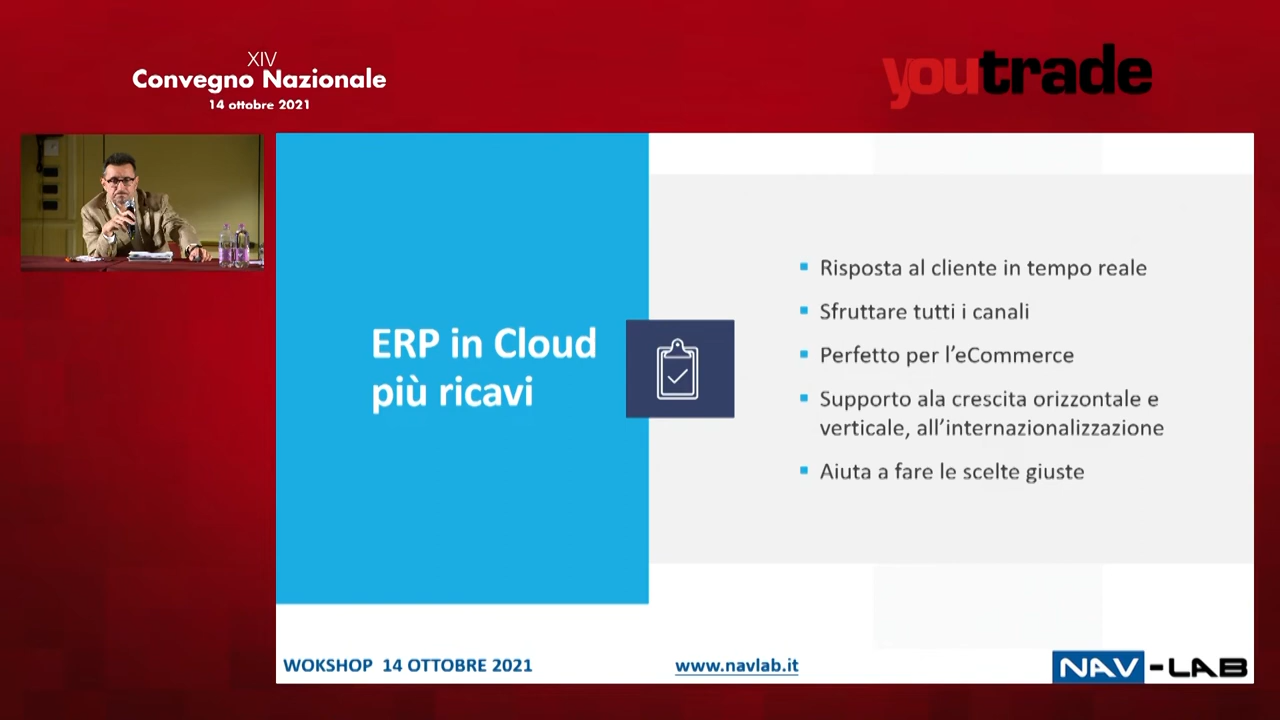 XIV
Convegno Nazionale
14 ottobre 2021
youtrade
ERP in Cloud
più ricavi
Risposta al cliente in tempo reale
Sfruttare tutti i canali
Perfetto per l'eCommerce
Supporto ala crescita orizzontale e
verticale, all'internazionalizzazione
Aiuta a fare le scelte giuste
WOKSHOP 14 OTTOBRE 2021
www.navlab.it
NAV-LAB